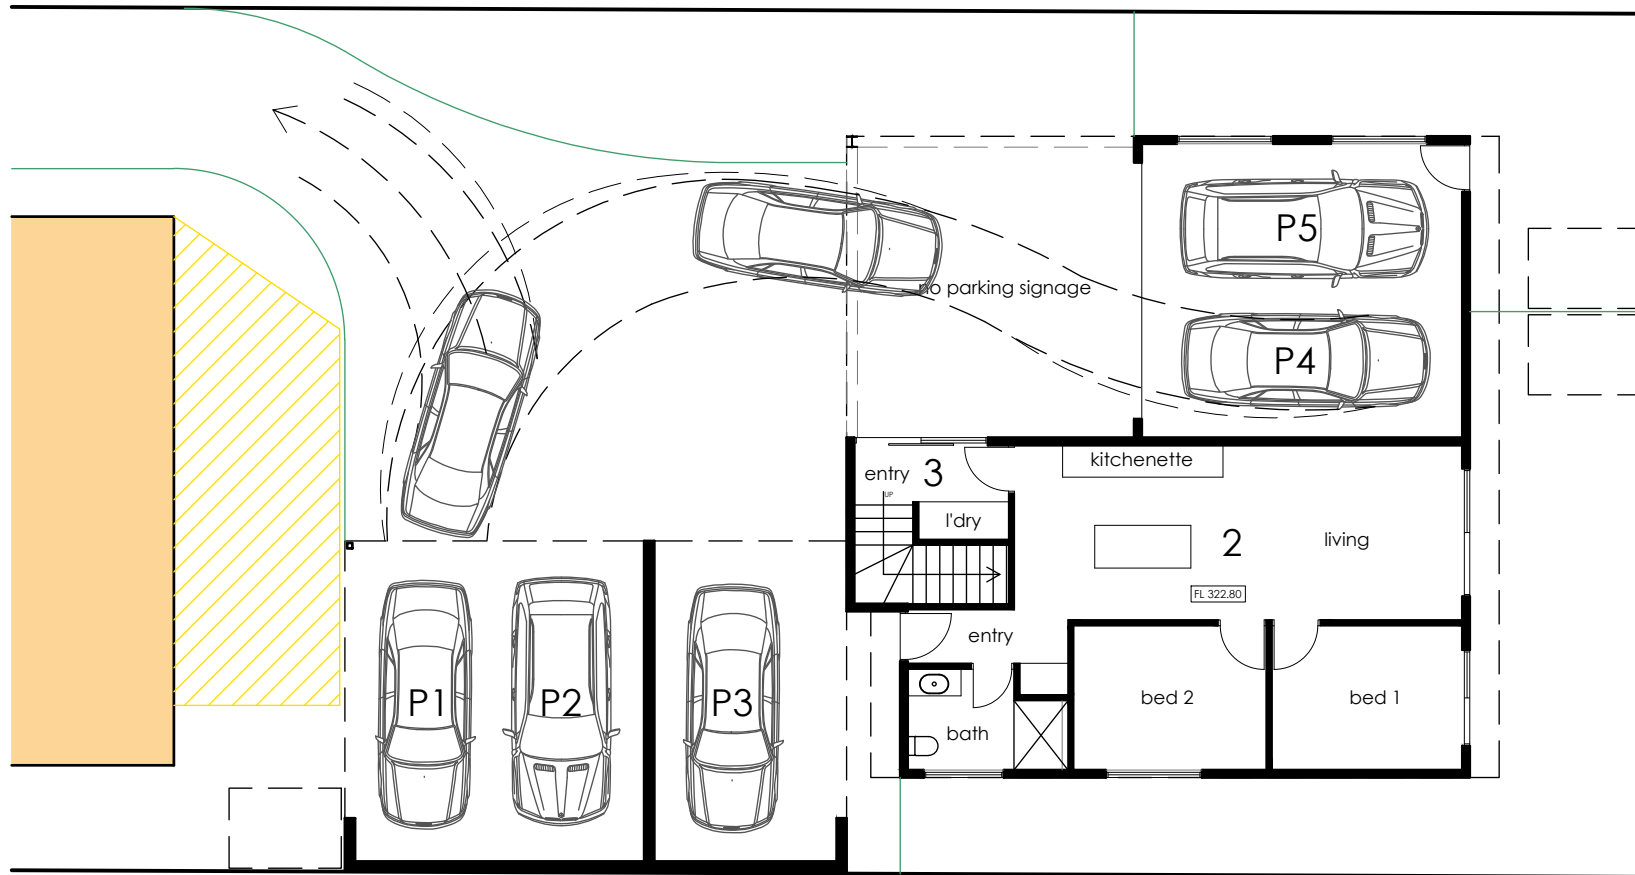 P5
no parking signage
P4
kitchenette
entry
3
UP
l'dry
2
living
FL 322.80
entry
P1
P2
P3
bed 2
bed 1
bath